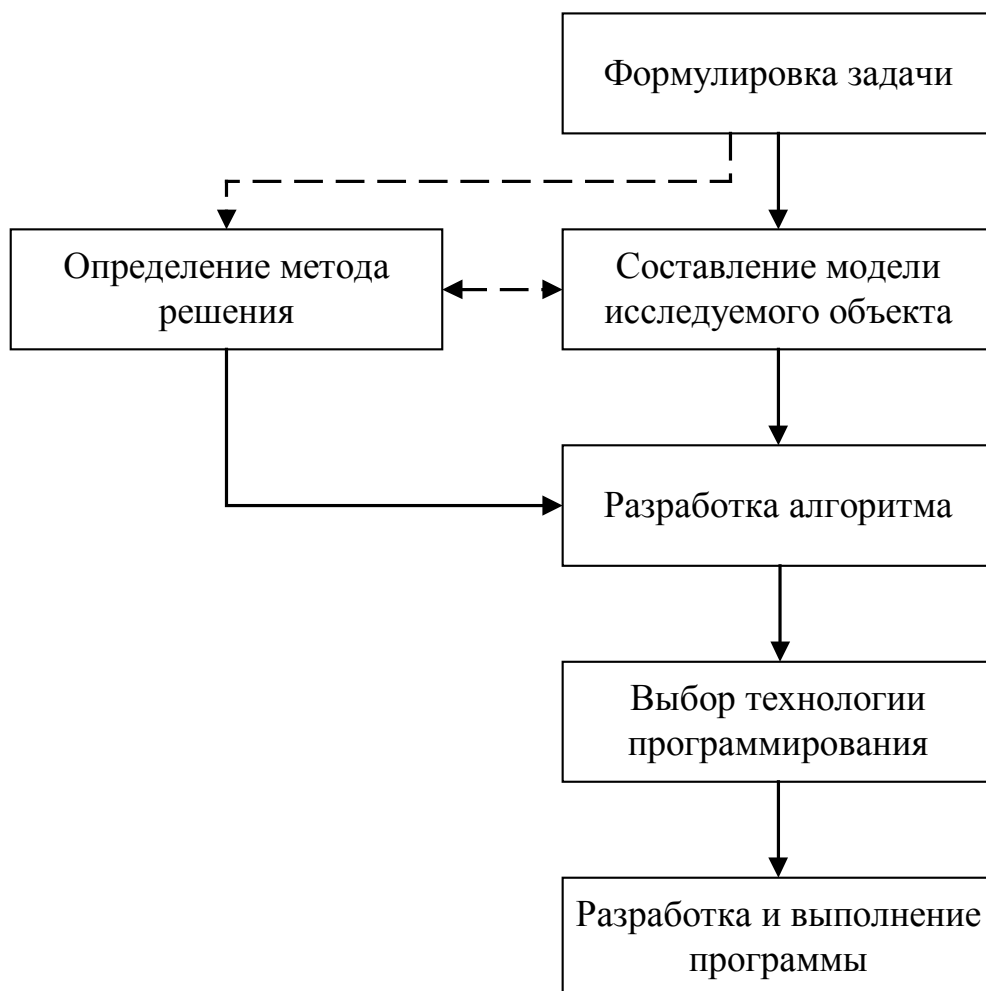 Формулировка задачи
Определение метода
решения
Составление модели
исследуемого объекта
Разработка алгоритма
Выбор технологии
программирования
Разработка и выполнение
программы